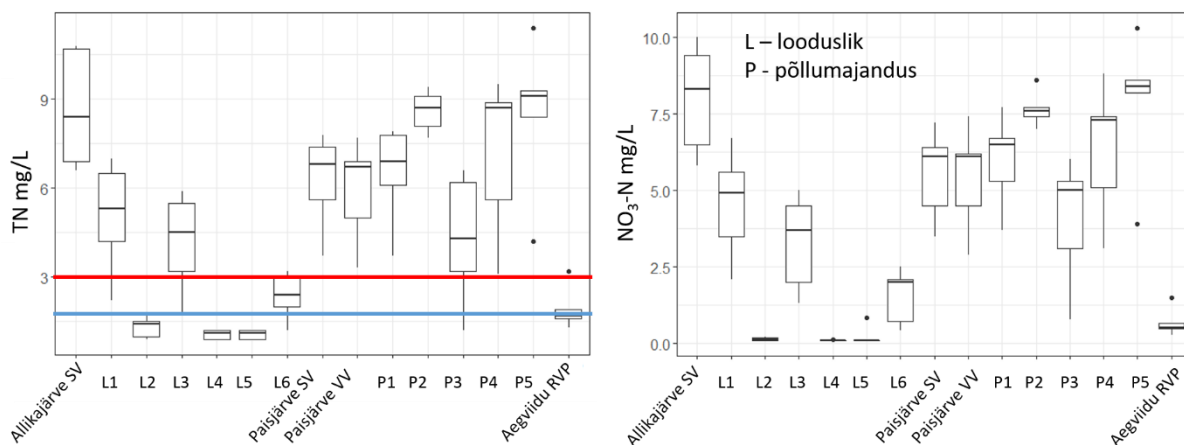 TN mg/L
9
6
3
Allikajärve SV
L1
L2
L3
L4
L5
L6
Paisjärve SV
Paisjärve VV
P1
P2
P3
P4
P5
Aegviidu RVP
L – looduslik
P - põllumajandus
NO₃-N mg/L
10.0
7.5
5.0
2.5
0.0
Allikajärve SV
L1
L2
L3
L4
L5
L6
Paisjärve SV
Paisjärve VV
P1
P2
P3
P4
P5
Aegviidu RVP